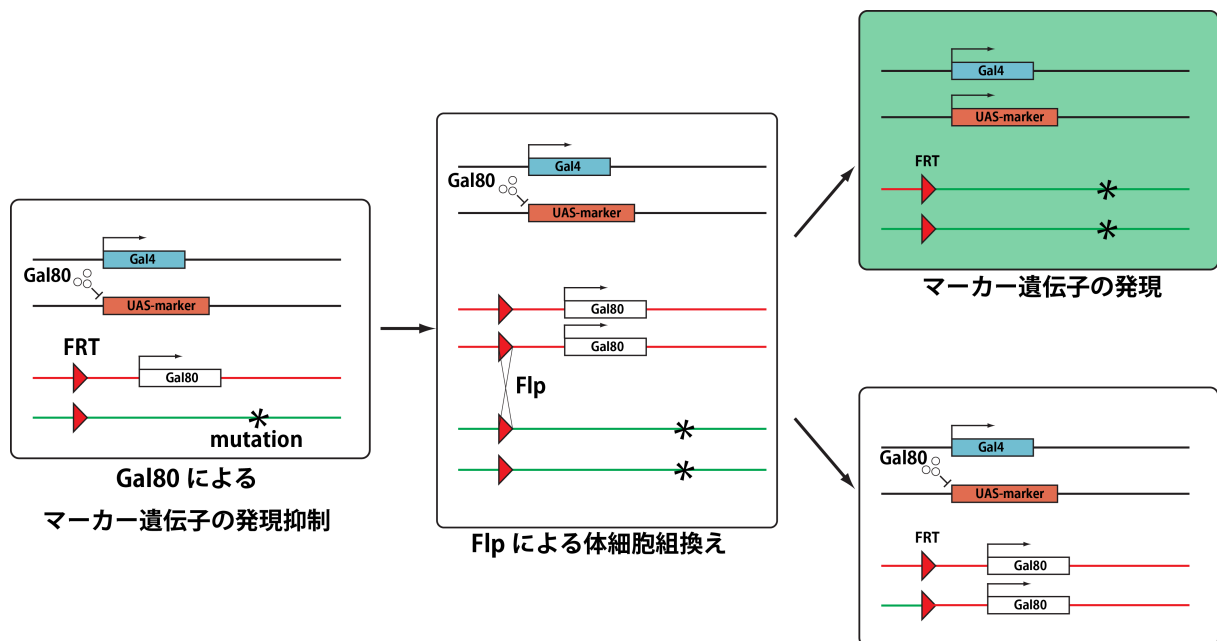 Gal4
Gal80
UAS-marker
FRT
Gal80
mutation
Gal80 による
マーカー遺伝子の発現抑制
Gal4
Gal80
UAS-marker
Gal80
Gal80
Flp
Flp による体細胞組換え
Gal4
UAS-marker
FRT
マーカー遺伝子の発現
Gal4
Gal80
UAS-marker
FRT
Gal80
Gal80